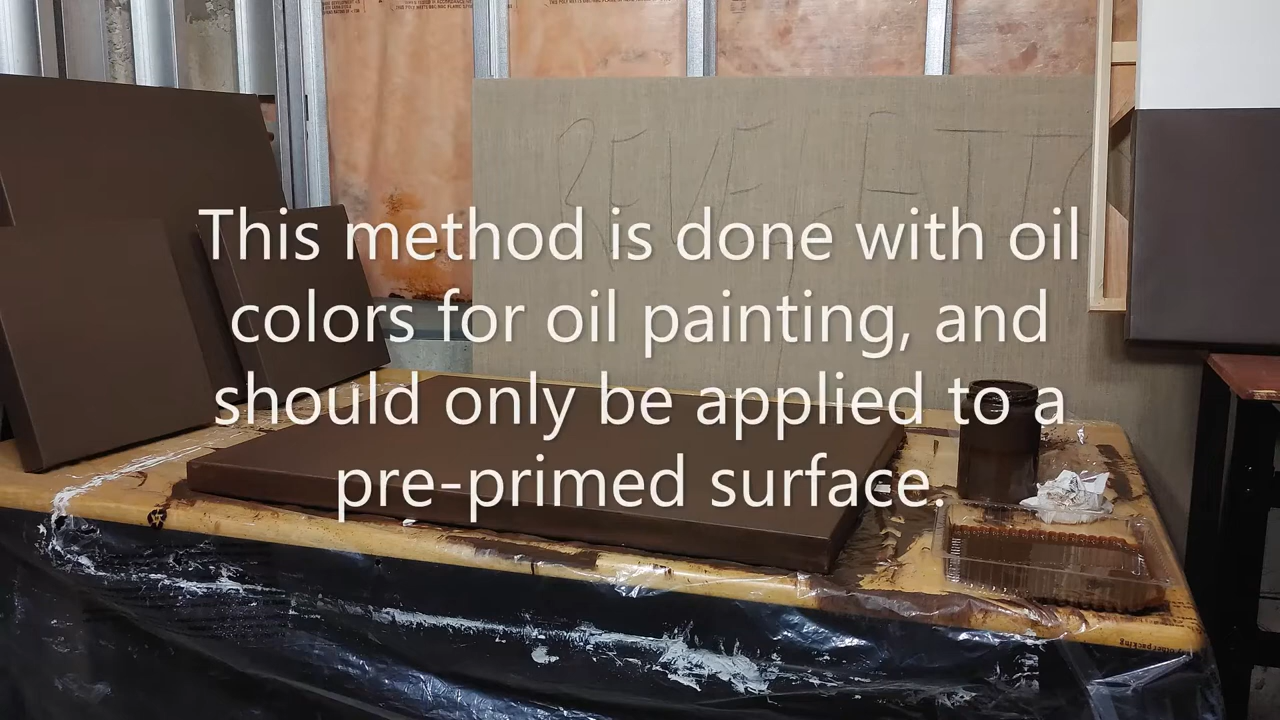 This method is done with oil
colors for oil painting, and
should only be applied to a
pre-primed surface.